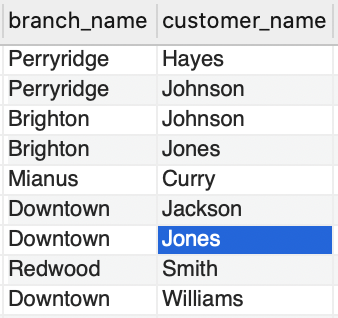 branch_name customer_name
Perryridge Hayes
Perryridge Johnson
Brighton Johnson
Brighton Jones
Mianus Curry
Downtown Jackson
Downtown Jones
Redwood Smith
Downtown Williams